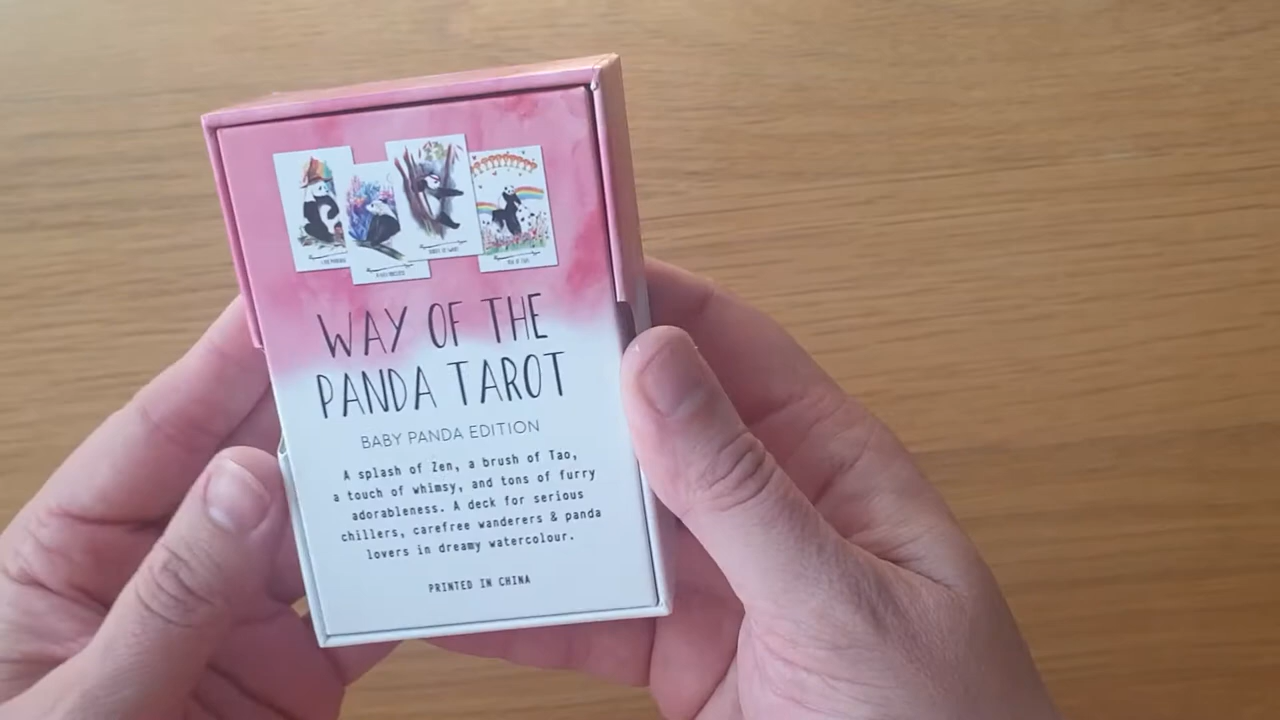 WAY OF THE
PANDA TAROT
BABY PANDA EDITION
A splash of Zen, a brush of Tao,
a touch of whimsy, and tons of furry
adorableness. A deck for serious
chillers, carefree wanderers & panda
lovers in dreamy watercolour.
PRINTED IN CHINA